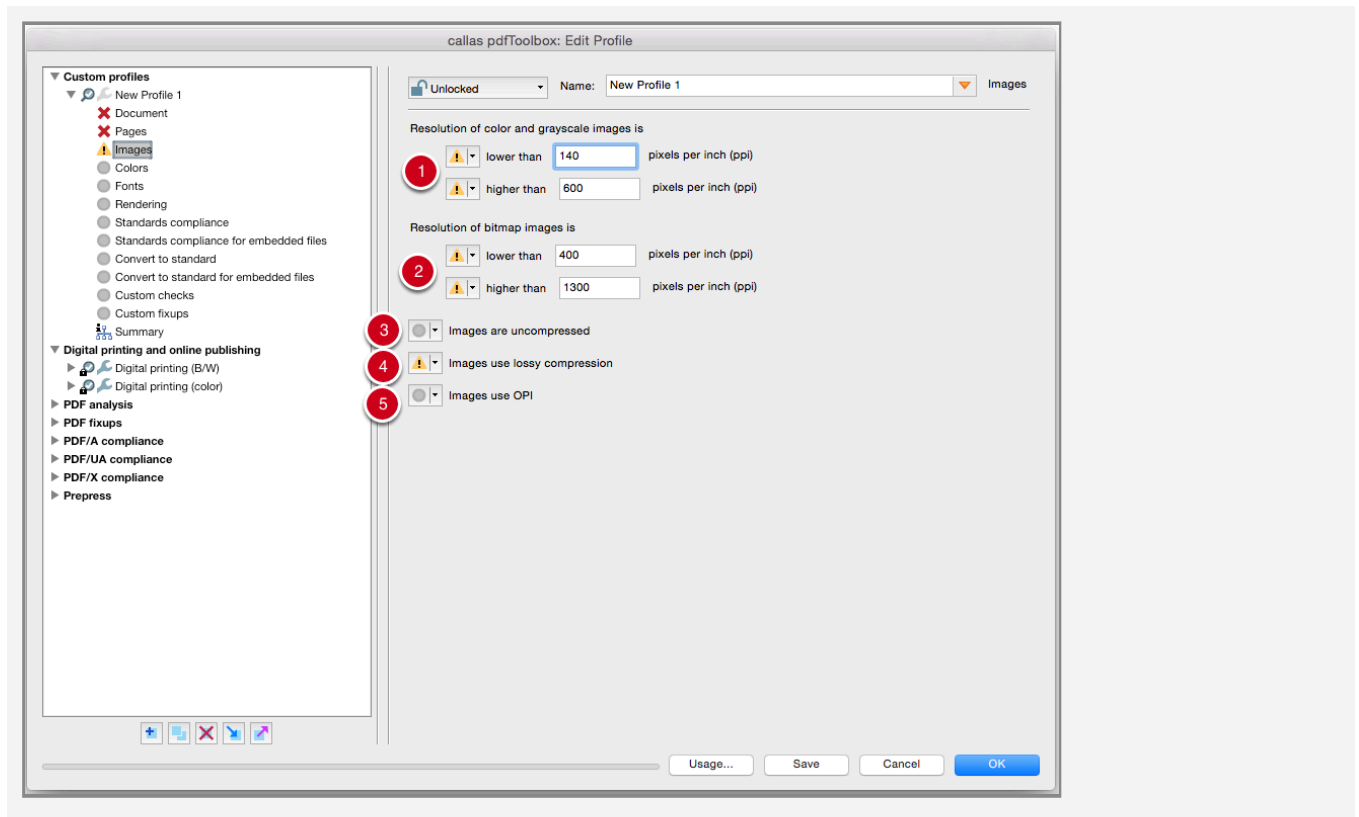 callas pdfToolbox: Edit Profile
Custom profiles
New Profile 1
Document
Pages
Images
Colors
Fonts
Rendering
Standards compliance
Standards compliance for embedded files
Convert to standard
Convert to standard for embedded files
Custom checks
Custom fixups
Summary
Digital printing and online publishing
Digital printing (B/W)
Digital printing (color)
PDF analysis
PDF fixups
PDF/A compliance
PDF/UA compliance
PDF/X compliance
Prepress
Unlocked Name: New Profile 1 Images
Resolution of color and grayscale images is
1
lower than 140 pixels per inch (ppi)
higher than 600 pixels per inch (ppi)
Resolution of bitmap images is
2
lower than 400 pixels per inch (ppi)
higher than 1300 pixels per inch (ppi)
3 Images are uncompressed
4 Images use lossy compression
5 Images use OPI
Usage... Save Cancel OK